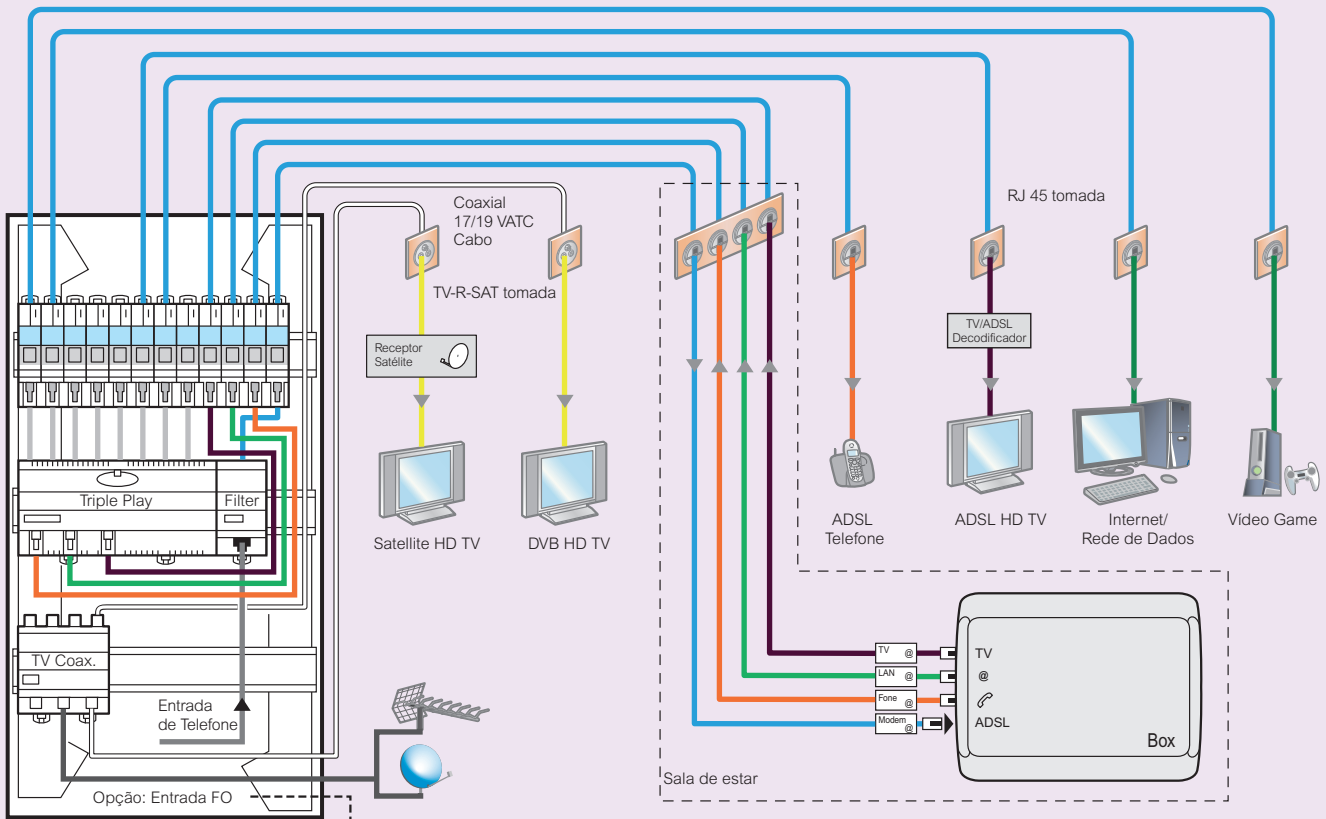 Coaxial
17/19 VATC
Cabo
RJ 45 tomada
TV-R-SAT tomada
Receptor
Satélite
TV/ADSL
Decodificador
Triple Play
Filter
Satellite HD TV
DVB HD TV
ADSL
Telefone
ADSL HD TV
Internet/
Rede de Dados
Vídeo Game
TV Coax.
Entrada
de Telefone
TV @
TV
LAN @
@
Fone @
Modem @
ADSL
Box
Sala de estar
Opção: Entrada FO